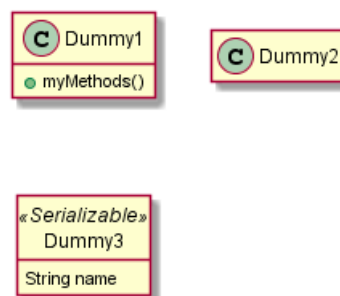 C Dummy1
myMethods()
C Dummy2
«Serializable»
Dummy3
String name